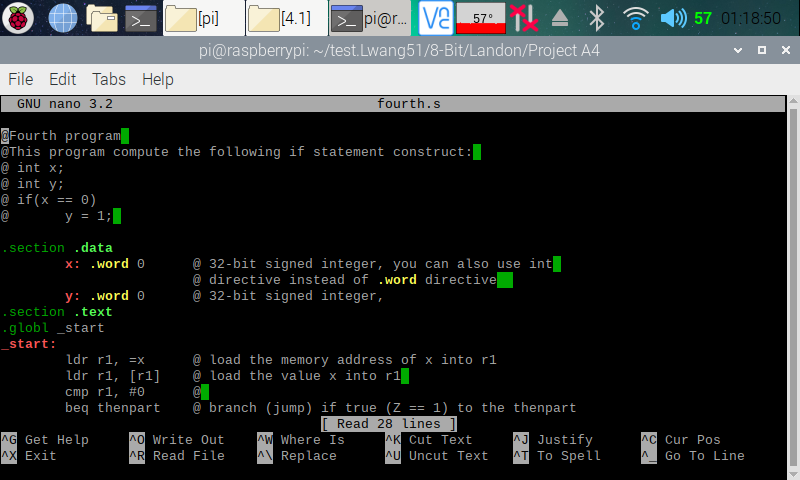 [pi] [4.1] pi@r... 57° 57 01:18:50
pi@raspberrypi: ~/test.Lwang51/8-Bit/Landon/Project A4
File Edit Tabs Help
GNU nano 3.2 fourth.s
@Fourth program
@This program compute the following if statement construct:
@ int x;
@ int y;
@ if(x == 0)
@ y = 1;
.section .data
x: .word 0 @ 32-bit signed integer, you can also use int
@ directive instead of .word directive
y: .word 0 @ 32-bit signed integer,
.section .text
.globl _start
_start:
ldr r1, =x @ load the memory address of x into r1
ldr r1, [r1] @ load the value x into r1
cmp r1, #0 @
beq thenpart @ branch (jump) if true (Z == 1) to the thenpart
[ Read 28 lines ]
^G Get Help ^O Write Out ^W Where Is ^K Cut Text ^J Justify ^C Cur Pos
^X Exit ^R Read File ^\ Replace ^U Uncut Text ^T To Spell ^_ Go To Line